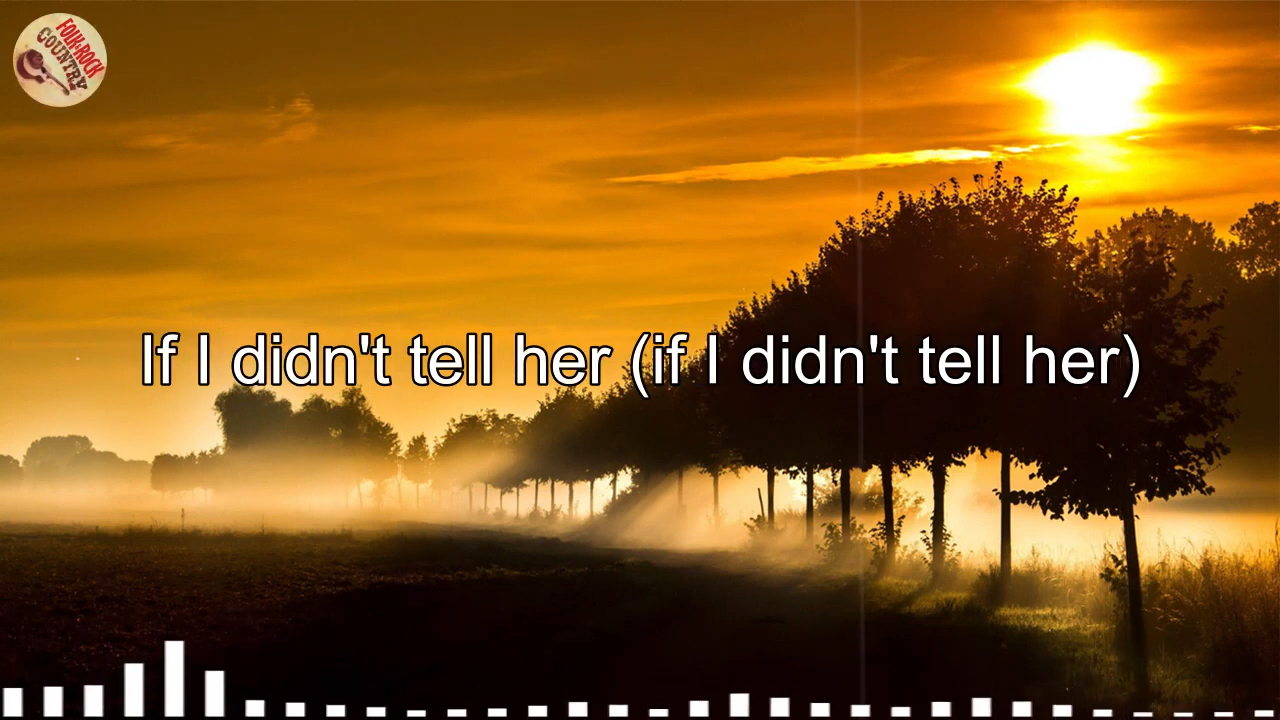 FOLK & ROCK
COUNTRY
If I didn't tell her (if I didn't tell her)